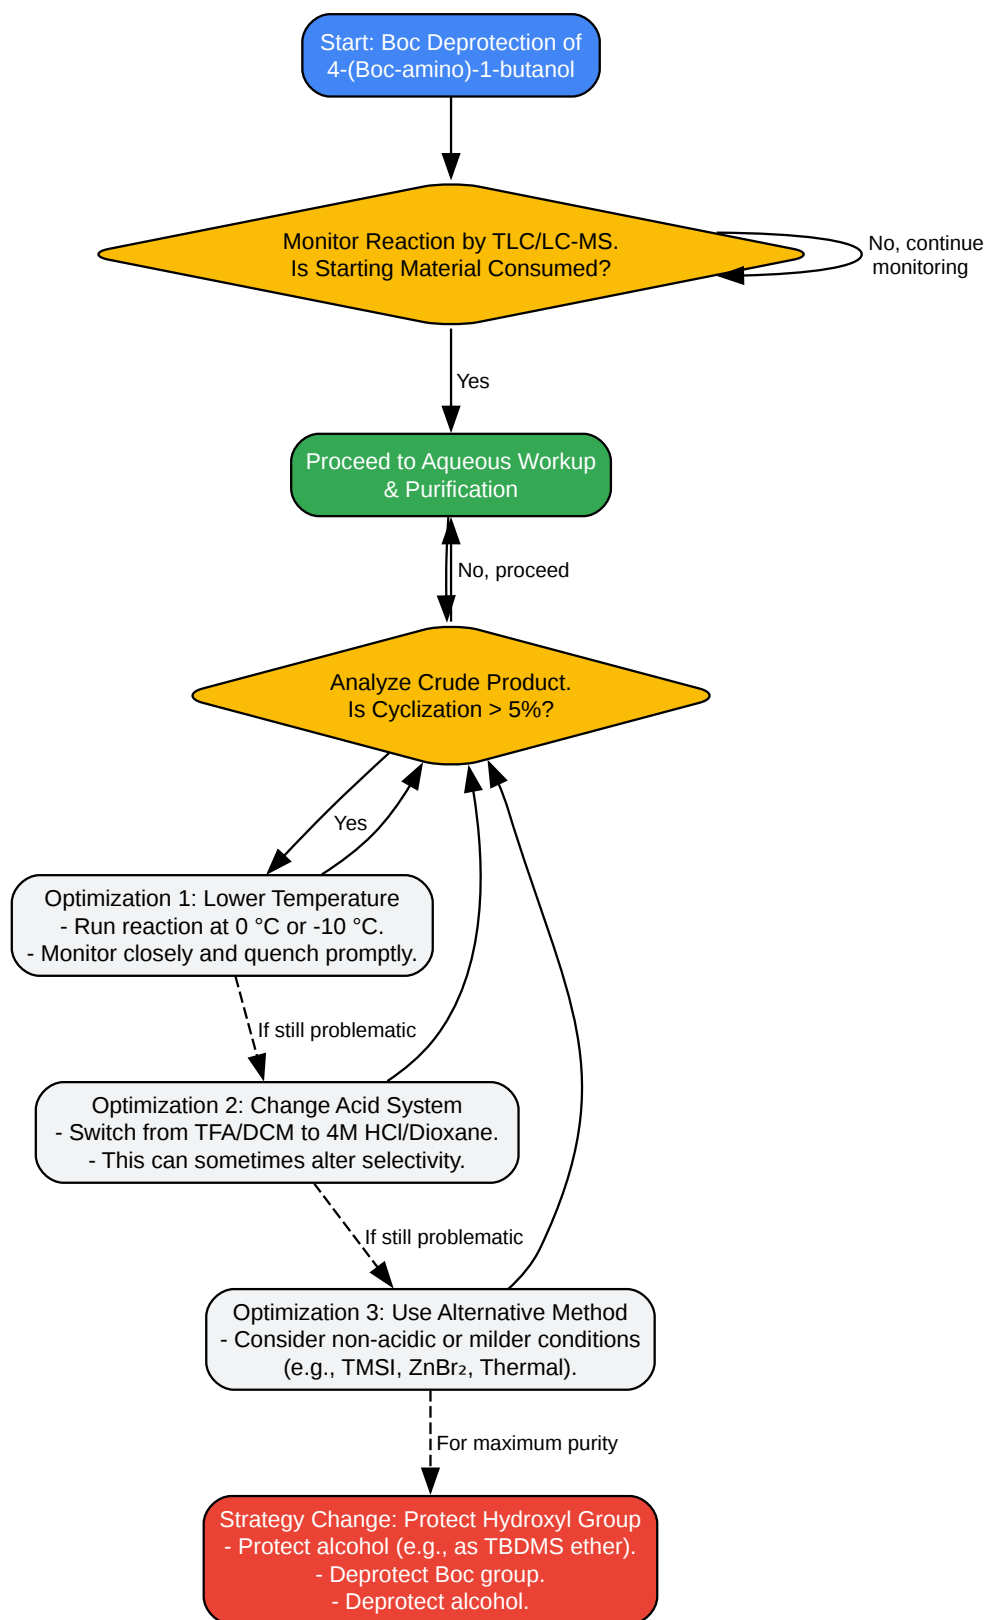 Start: Boc Deprotection of
4-(Boc-amino)-1-butanol
Monitor Reaction by TLC/LC-MS.
Is Starting Material Consumed?
No, continue
monitoring
Yes
Proceed to Aqueous Workup
& Purification
No, proceed
Analyze Crude Product.
Is Cyclization > 5%?
Yes
Optimization 1: Lower Temperature
- Run reaction at 0 °C or -10 °C.
- Monitor closely and quench promptly.
If still problematic
Optimization 2: Change Acid System
- Switch from TFA/DCM to 4M HCl/Dioxane.
- This can sometimes alter selectivity.
If still problematic
Optimization 3: Use Alternative Method
- Consider non-acidic or milder conditions
(e.g., TMSI, ZnBr₂, Thermal).
For maximum purity
Strategy Change: Protect Hydroxyl Group
- Protect alcohol (e.g., as TBDMS ether).
- Deprotect Boc group.
- Deprotect alcohol.